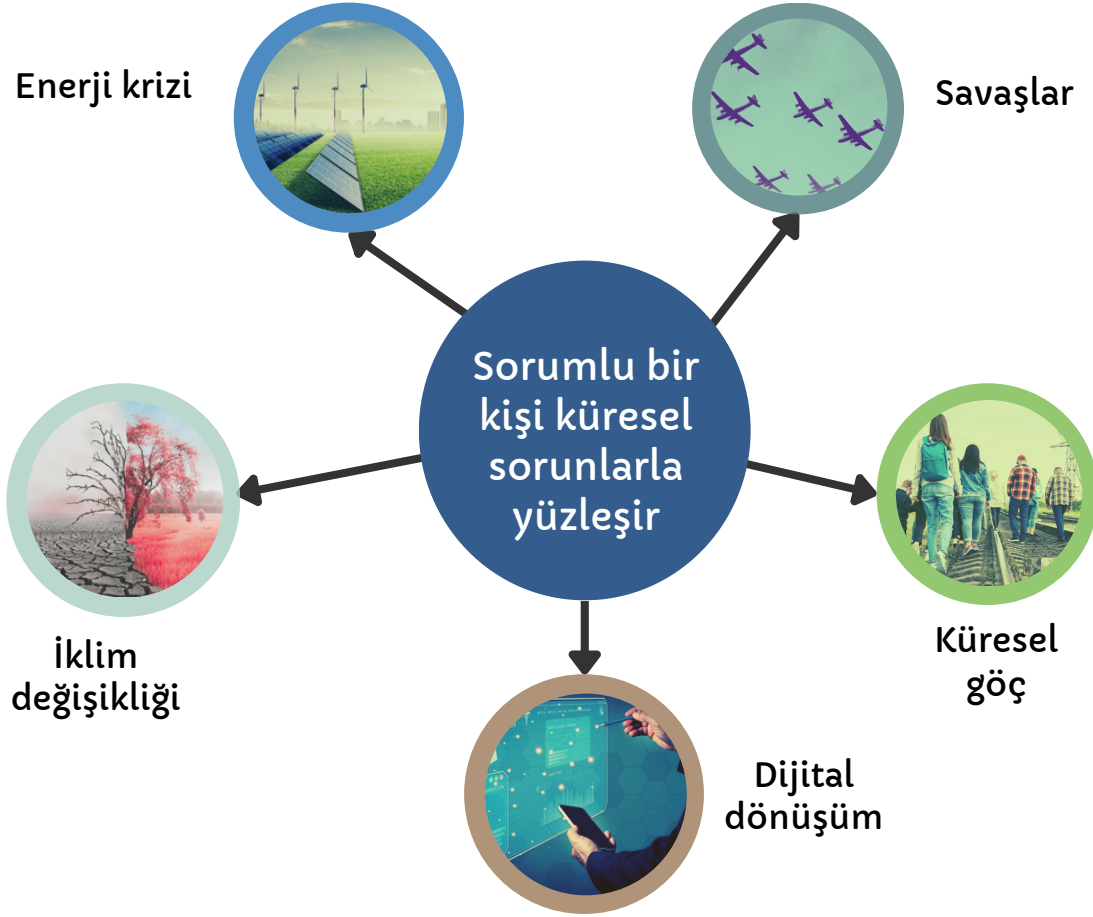 Enerji krizi
Savaşlar
Sorumlu bir
kişi küresel
sorunlarla
yüzleşir
İklim
değişikliği
Küresel
göç
Dijital
dönüşüm